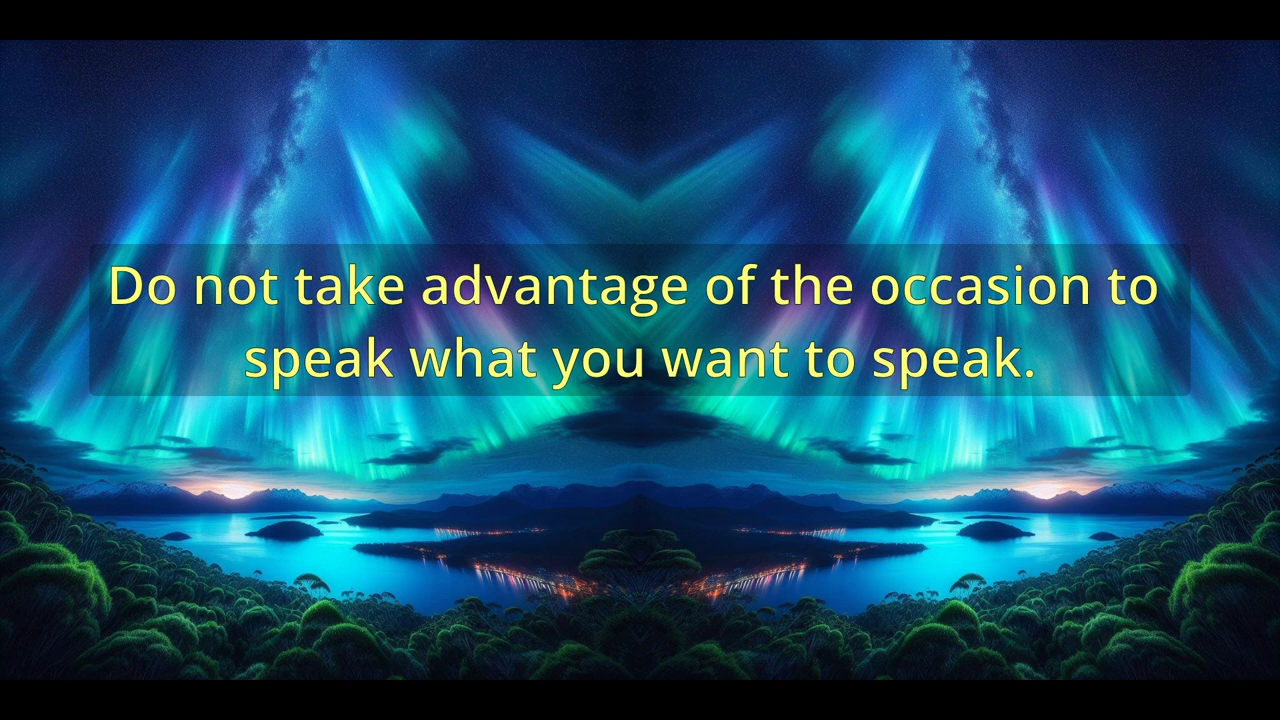 Do not take advantage of the occasion to
speak what you want to speak.